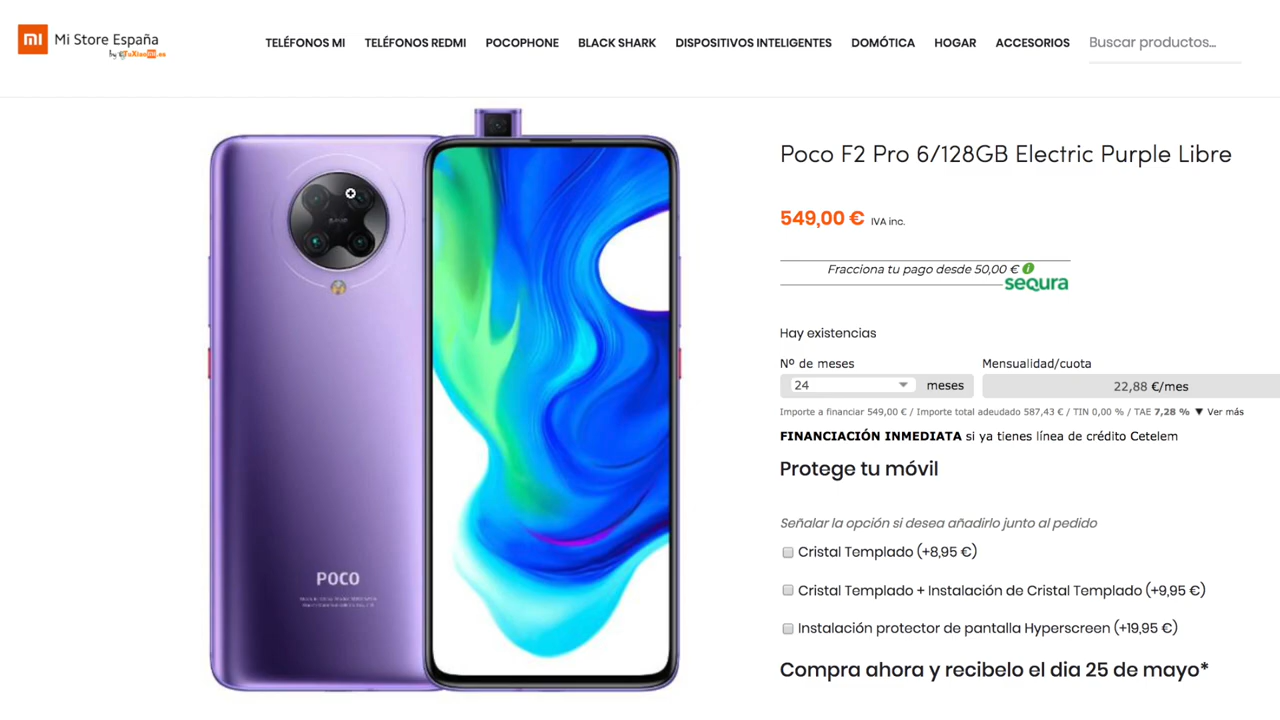 mi Mi Store España
by TuXiaomi.es
TELÉFONOS MI TELÉFONOS REDMI POCOPHONE BLACK SHARK DISPOSITIVOS INTELIGENTES DOMÓTICA HOGAR ACCESORIOS Buscar productos...
Poco F2 Pro 6/128GB Electric Purple Libre
549,00 € IVA inc.
Fracciona tu pago desde 50,00 € i
seQura
Hay existencias
Nº de meses Mensualidad/cuota
24 meses 22,88 €/mes
Importe a financiar 549,00 € / Importe total adeudado 587,43 € / TIN 0,00 % / TAE 7,28 % ▼ Ver más
FINANCIACIÓN INMEDIATA si ya tienes línea de crédito Cetelem
Protege tu móvil
Señalar la opción si desea añadirlo junto al pedido
Cristal Templado (+8,95 €)
Cristal Templado + Instalación de Cristal Templado (+9,95 €)
Instalación protector de pantalla Hyperscreen (+19,95 €)
Compra ahora y recibelo el dia 25 de mayo*
POCO